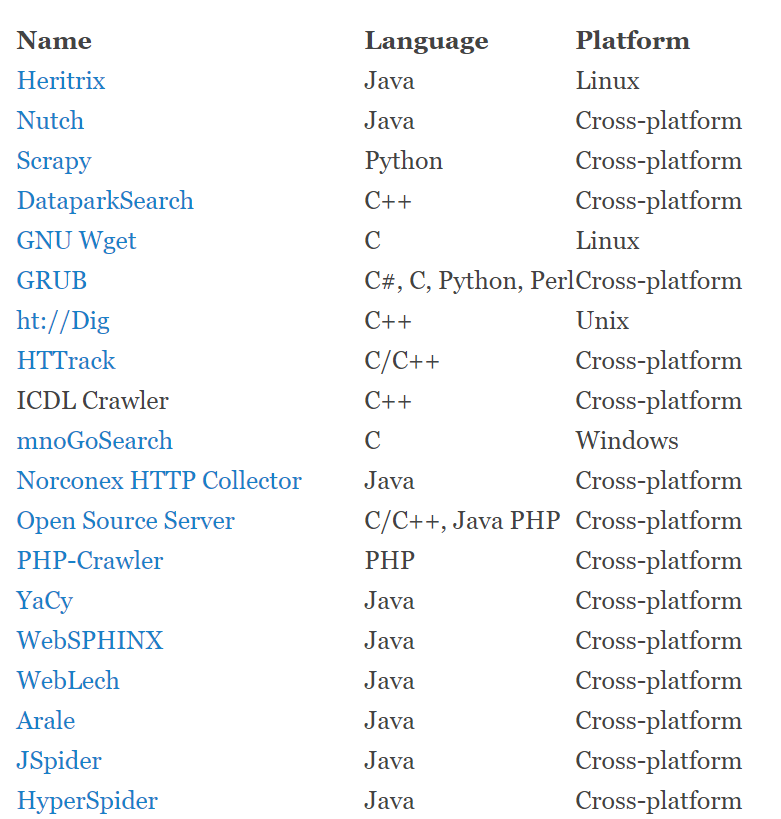 Name Language Platform
Heritrix Java Linux
Nutch Java Cross-platform
Scrapy Python Cross-platform
DataparkSearch C++ Cross-platform
GNU Wget C Linux
GRUB C#, C, Python, Perl Cross-platform
ht://Dig C++ Unix
HTTrack C/C++ Cross-platform
ICDL Crawler C++ Cross-platform
mnoGoSearch C Windows
Norconex HTTP Collector Java Cross-platform
Open Source Server C/C++, Java PHP Cross-platform
PHP-Crawler PHP Cross-platform
YaCy Java Cross-platform
WebSPHINX Java Cross-platform
WebLech Java Cross-platform
Arale Java Cross-platform
JSpider Java Cross-platform
HyperSpider Java Cross-platform